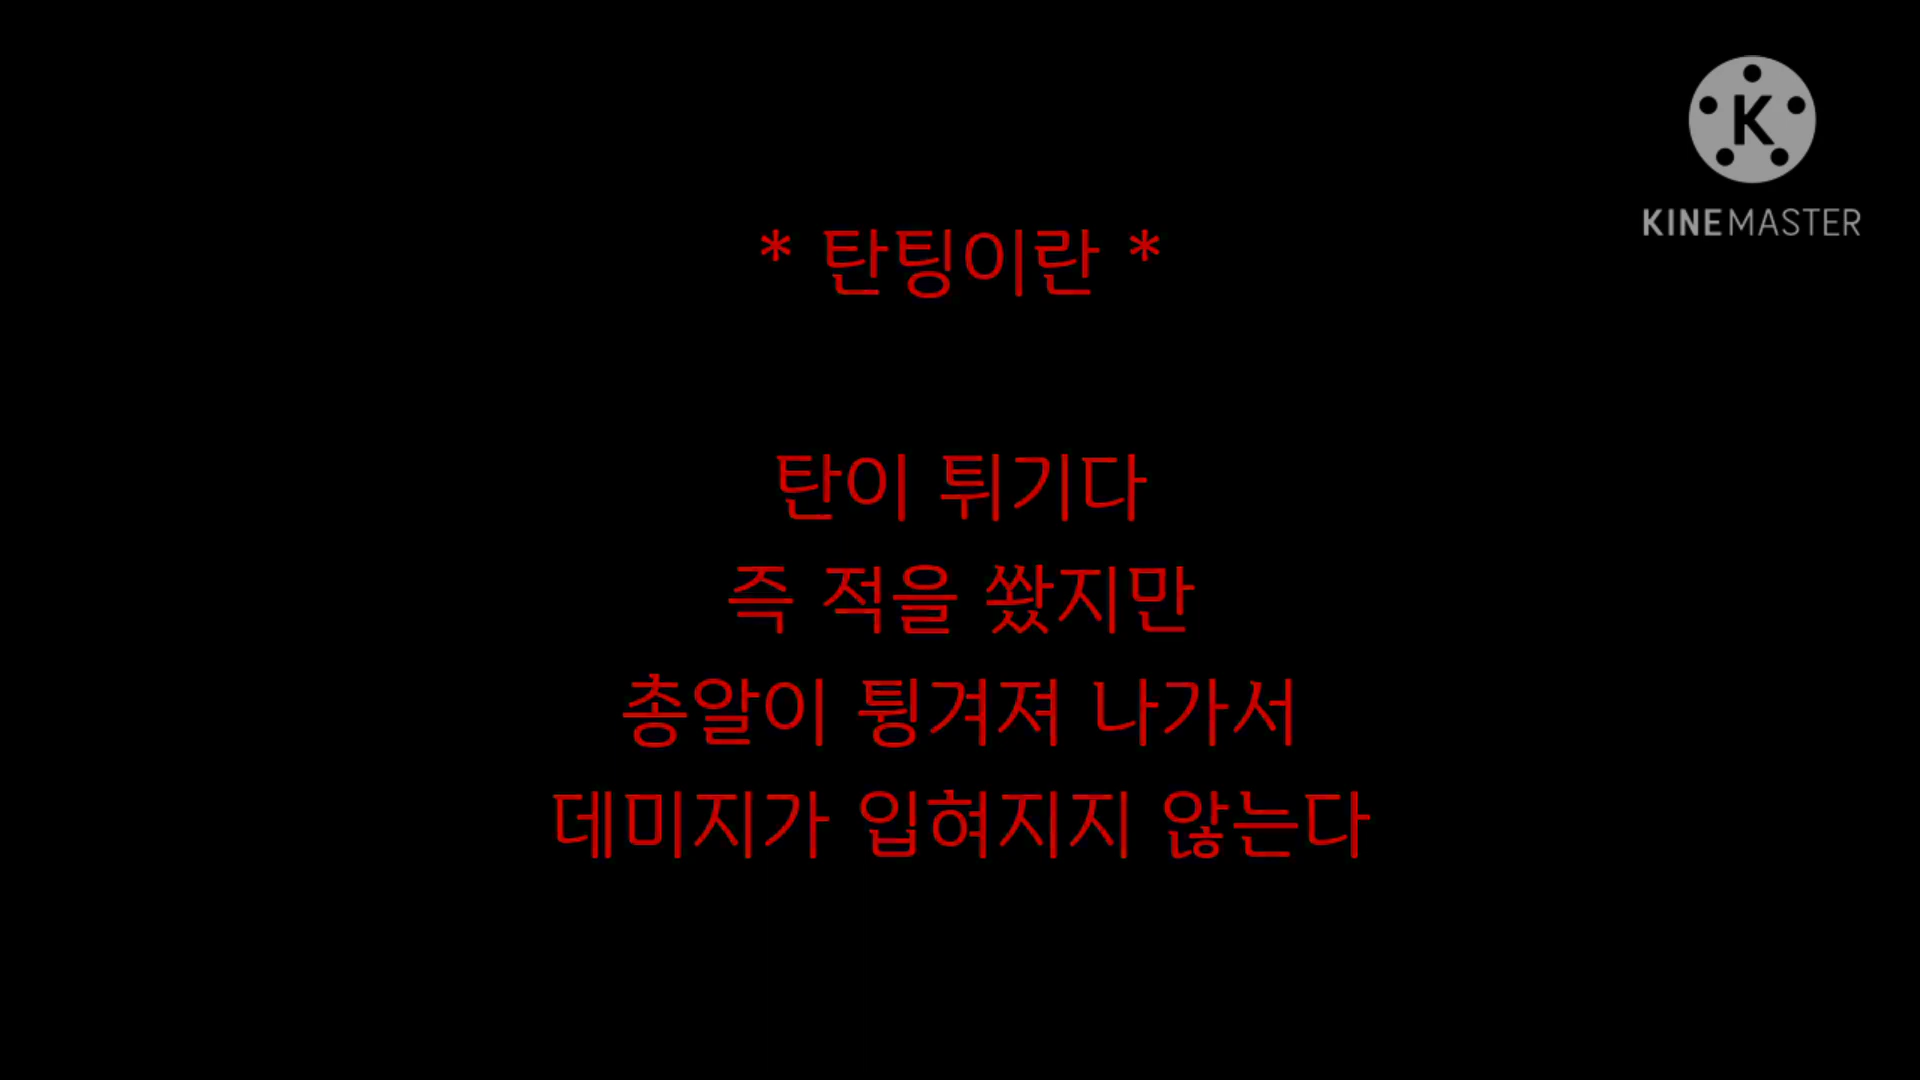 KINEMASTER
* 탄팅이란 *
탄이 튀기다
즉 적을 쐈지만
총알이 튕겨져 나가서
데미지가 입혀지지 않는다